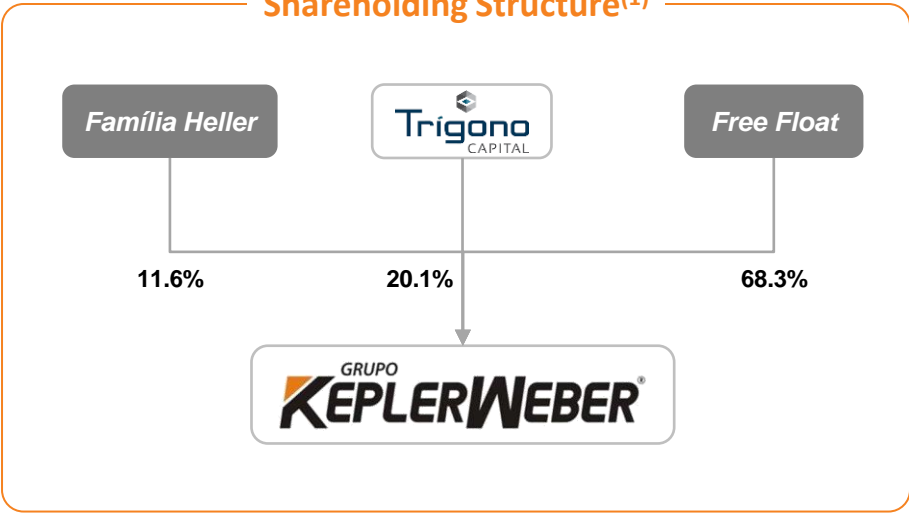 Shareholding Structure(1)
Família Heller
Trígono
CAPITAL
Free Float
11.6%
20.1%
68.3%
GRUPO
KEPLERWEBER®